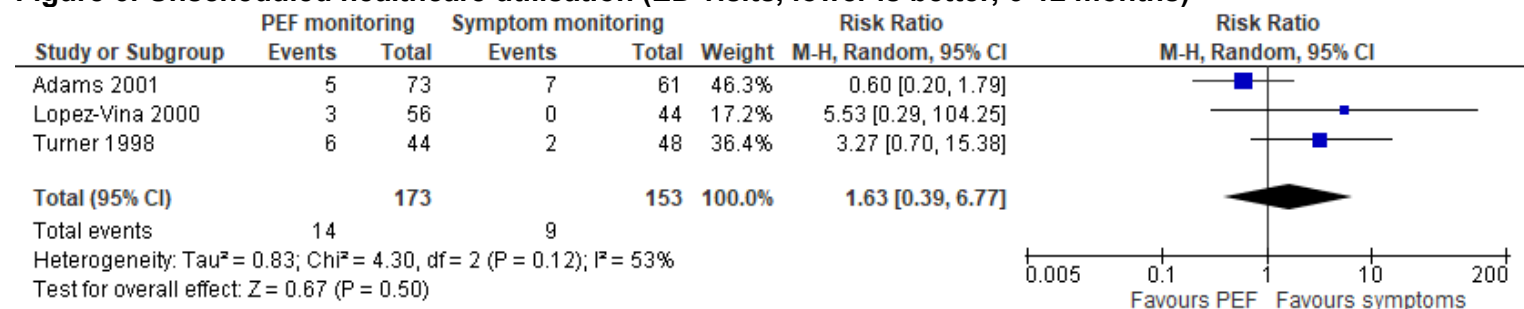 PEF monitoring Symptom monitoring Risk Ratio Risk Ratio
Study or Subgroup Events Total Events Total Weight M-H, Random, 95% CI M-H, Random, 95% CI
Adams 2001 5 73 7 61 46.3% 0.60 [0.20, 1.79]
Lopez-Vina 2000 3 56 0 44 17.2% 5.53 [0.29, 104.25]
Turner 1998 6 44 2 48 36.4% 3.27 [0.70, 15.38]
Total (95% CI) 173 153 100.0% 1.63 [0.39, 6.77]
Total events 14 9
Heterogeneity: Tau² = 0.83; Chi² = 4.30, df = 2 (P = 0.12); I² = 53%
Test for overall effect: Z = 0.67 (P = 0.50)
0.005 0.1 1 10 200
Favours PEF Favours symptoms